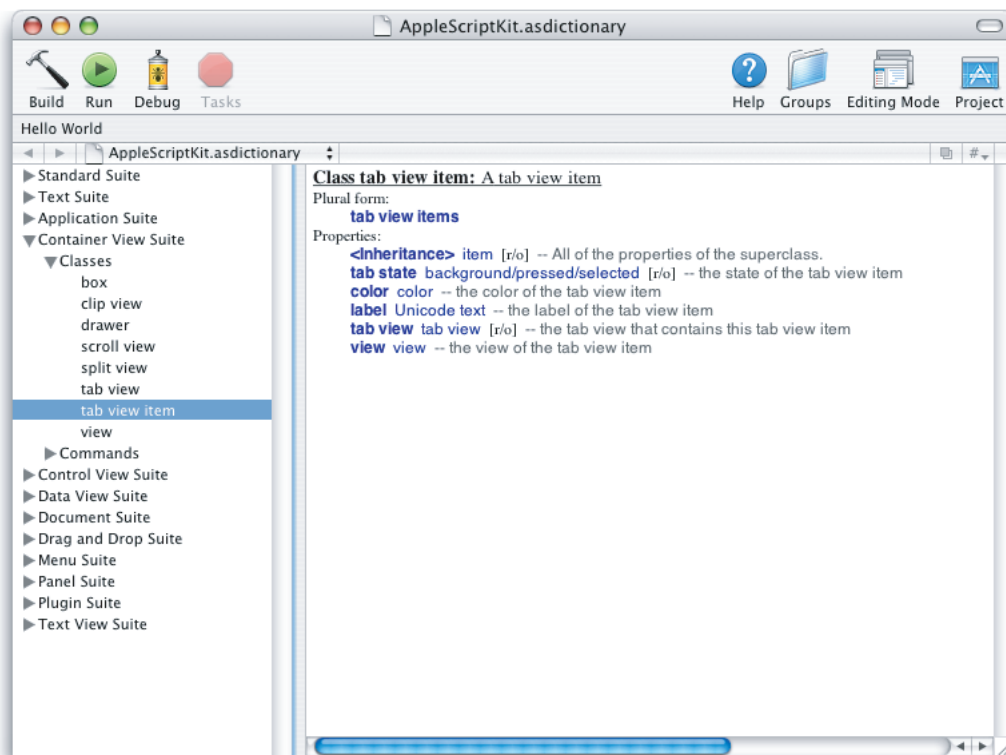 AppleScriptKit.asdictionary
Build Run Debug Tasks Help Groups Editing Mode Project
Hello World
AppleScriptKit.asdictionary #
Standard Suite
Text Suite
Application Suite
Container View Suite
Classes
box
clip view
drawer
scroll view
split view
tab view
tab view item
view
Commands
Control View Suite
Data View Suite
Document Suite
Drag and Drop Suite
Menu Suite
Panel Suite
Plugin Suite
Text View Suite
Class tab view item: A tab view item
Plural form:
tab view items
Properties:
<Inheritance> item [r/o] -- All of the properties of the superclass.
tab state background/pressed/selected [r/o] -- the state of the tab view item
color color -- the color of the tab view item
label Unicode text -- the label of the tab view item
tab view tab view [r/o] -- the tab view that contains this tab view item
view view -- the view of the tab view item